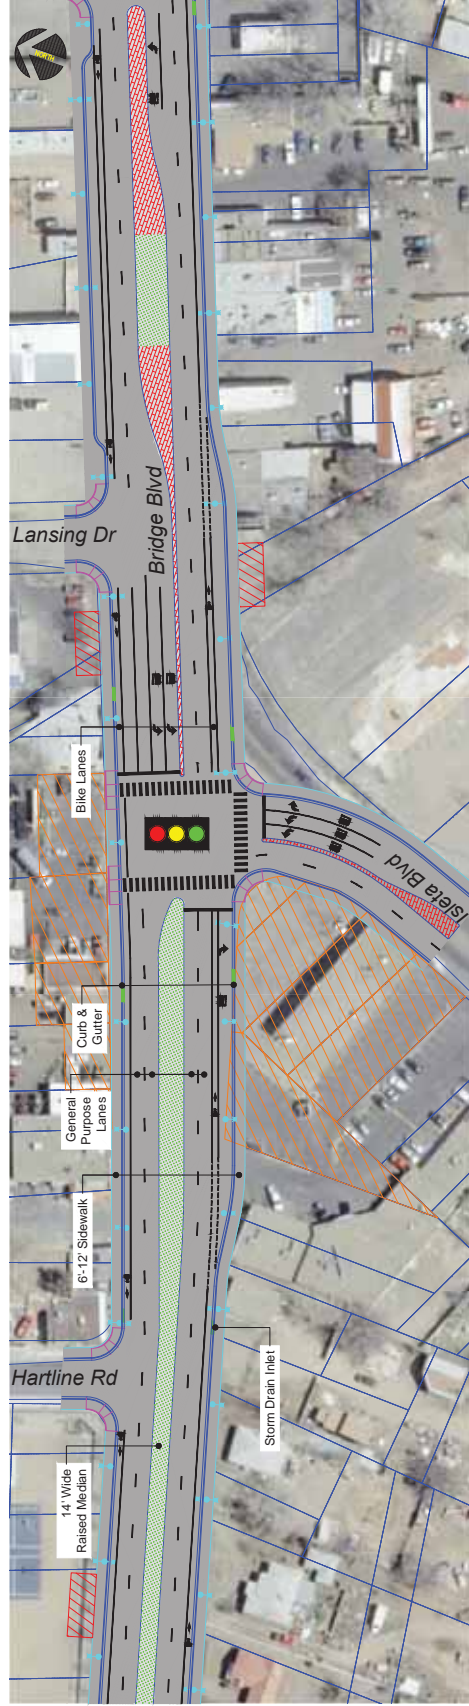 NORTH
Lansing Dr
Bridge Blvd
Bike Lanes
Isleta Blvd
Curb &
Gutter
General
Purpose
Lanes
6'-12' Sidewalk
Hartline Rd
Storm Drain Inlet
14' Wide
Raised Median